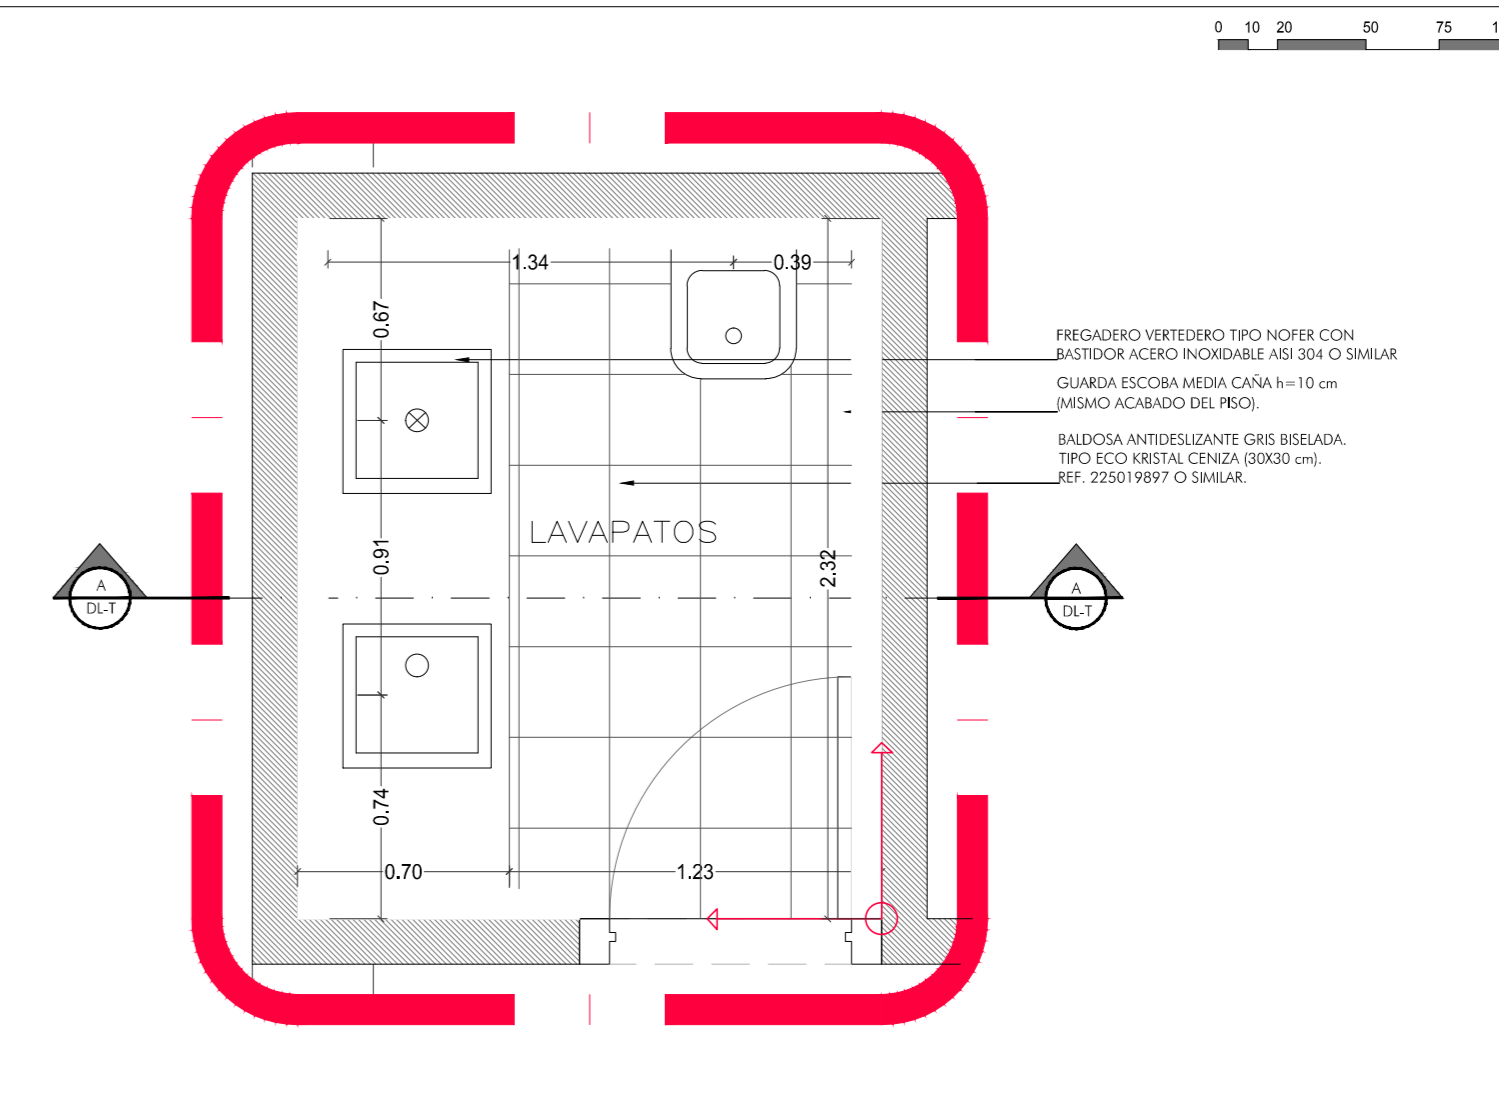 0 10 20 50 75 1
1.34 0.39
0.67
FREGADERO VERTEDERO TIPO NOFER CON
BASTIDOR ACERO INOXIDABLE AISI 304 O SIMILAR
GUARDA ESCOBA MEDIA CAÑA h=10 cm
(MISMO ACABADO DEL PISO).
BALDOSA ANTIDESLIZANTE GRIS BISELADA.
TIPO ECO KRISTAL CENIZA (30X30 cm).
REF. 225019897 O SIMILAR.
LAVAPATOS
0.91
2.32
A
DL-T
A
DL-T
0.74
0.70 1.23